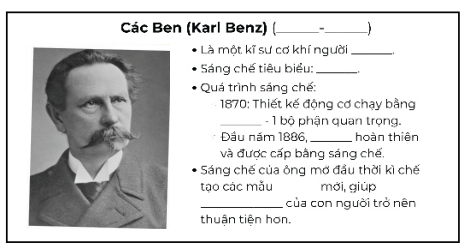 Các Ben (Karl Benz) (______-______)
• Là một kĩ sư cơ khí người ______.
• Sáng chế tiêu biểu: ______.
• Quá trình sáng chế:
1870: Thiết kế động cơ chạy bằng
______ - 1 bộ phận quan trọng.
Đầu năm 1886, ______ hoàn thiên
và được cấp bằng sáng chế.
• Sáng chế của ông mơ đầu thời kì chế
tạo các mẫu mới, giúp
____________ của con người trở nên
thuận tiện hơn.